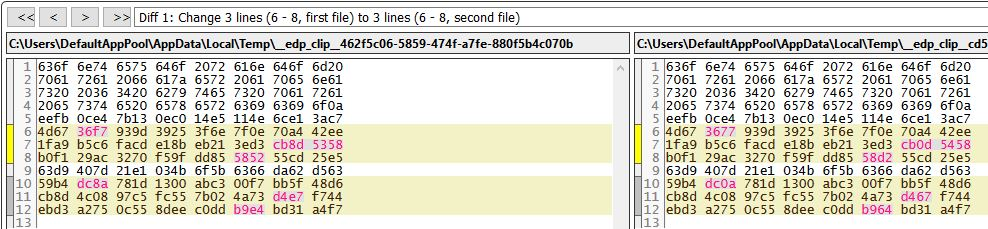 << < > >> Diff 1: Change 3 lines (6 - 8, first file) to 3 lines (6 - 8, second file)
C:\Users\DefaultAppPool\AppData\Local\Temp\__edp_clip__462f5c06-5859-474f-a7fe-880f5b4c070b
1 636f 6e74 6575 646f 2072 616e 646f 6d20
2 7061 7261 2066 617a 6572 2061 7065 6e61
3 7320 2036 3420 6279 7465 7320 7061 7261
4 2065 7374 6520 6578 6572 6369 6369 6f0a
5 eefb 0ce4 7b13 0ec0 14e5 114e 6ce1 3ac7
6 4d67 36f7 939d 3925 3f6e 7f0e 70a4 42ee
7 1fa9 b5c6 facd e18b eb21 3ed3 cb8d 5358
8 b0f1 29ac 3270 f59f dd85 5852 55cd 25e5
9 63d9 407d 21e1 034b 6f5b 6366 da62 d563
10 59b4 dc8a 781d 1300 abc3 00f7 bb5f 48d6
11 cb8d 4c08 97c5 fc55 7b02 4a73 d4e7 f744
12 ebd3 a275 0c55 8dee c0dd b9e4 bd31 a4f7
13
C:\Users\DefaultAppPool\AppData\Local\Temp\__edp_clip__cd5
1 636f 6e74 6575 646f 2072 616e 646f 6d20
2 7061 7261 2066 617a 6572 2061 7065 6e61
3 7320 2036 3420 6279 7465 7320 7061 7261
4 2065 7374 6520 6578 6572 6369 6369 6f0a
5 eefb 0ce4 7b13 0ec0 14e5 114e 6ce1 3ac7
6 4d67 3677 939d 3925 3f6e 7f0e 70a4 42ee
7 1fa9 b5c6 facd e18b eb21 3ed3 cb0d 5458
8 b0f1 29ac 3270 f59f dd85 58d2 55cd 25e5
9 63d9 407d 21e1 034b 6f5b 6366 da62 d563
10 59b4 dc0a 781d 1300 abc3 00f7 bb5f 48d6
11 cb8d 4c08 97c5 fc55 7b02 4a73 d467 f744
12 ebd3 a275 0c55 8dee c0dd b964 bd31 a4f7
13